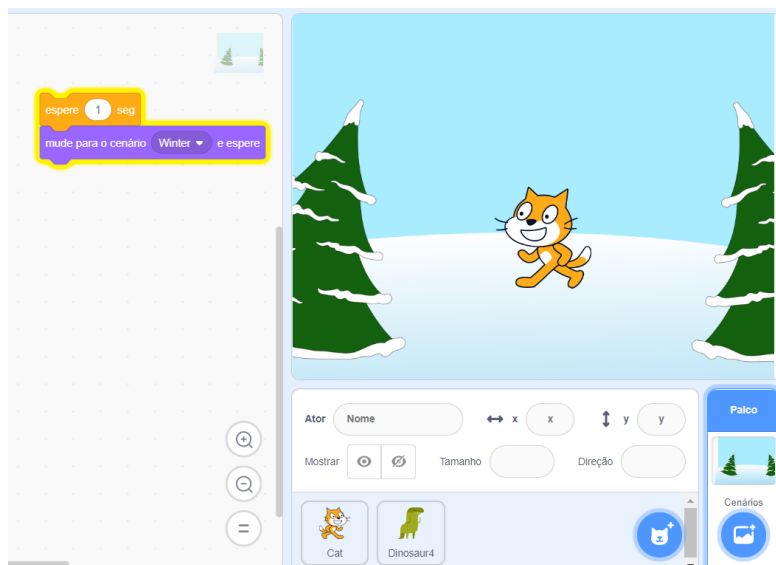 espere 1 seg
mude para o cenário Winter e espere
Ator Nome x x y y
Mostrar Tamanho Direção
Cat
Dinosaur4
Palco
Cenários